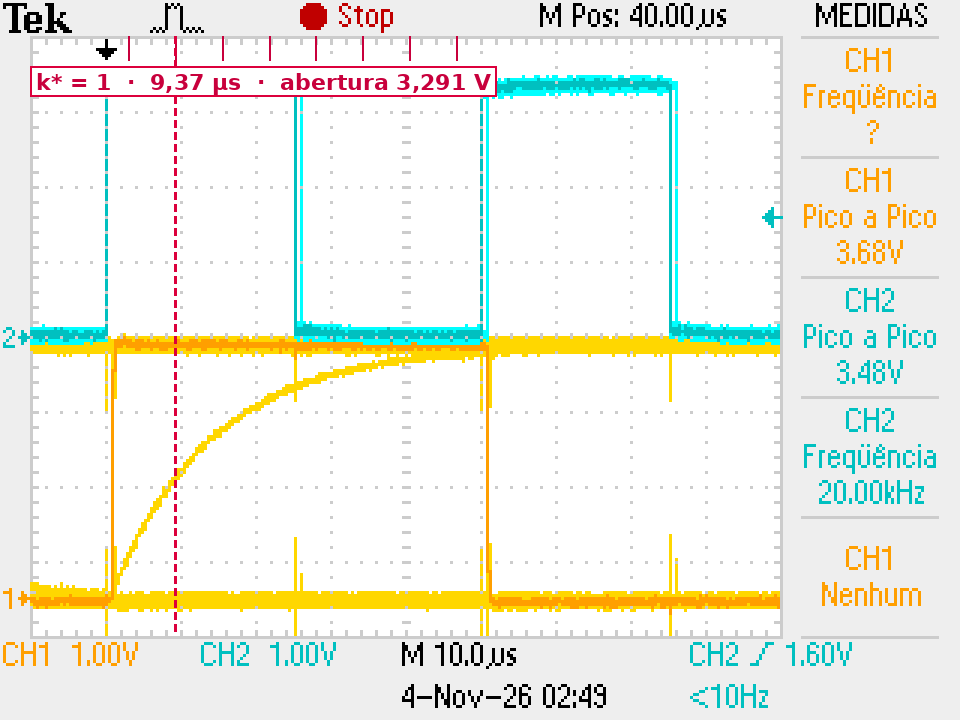 Tek Stop M Pos: 40.00µs MEDIDAS
k* = 1 · 9,37 µs · abertura 3,291 V
CH1
Freqüência
?
CH1
Pico a Pico
3.68V
CH2
Pico a Pico
3.48V
CH2
Freqüência
20.00kHz
CH1
Nenhum
2
1
CH1 1.00V CH2 1.00V M 10.0µs CH2 1.60V
4-Nov-26 02:49 <10Hz